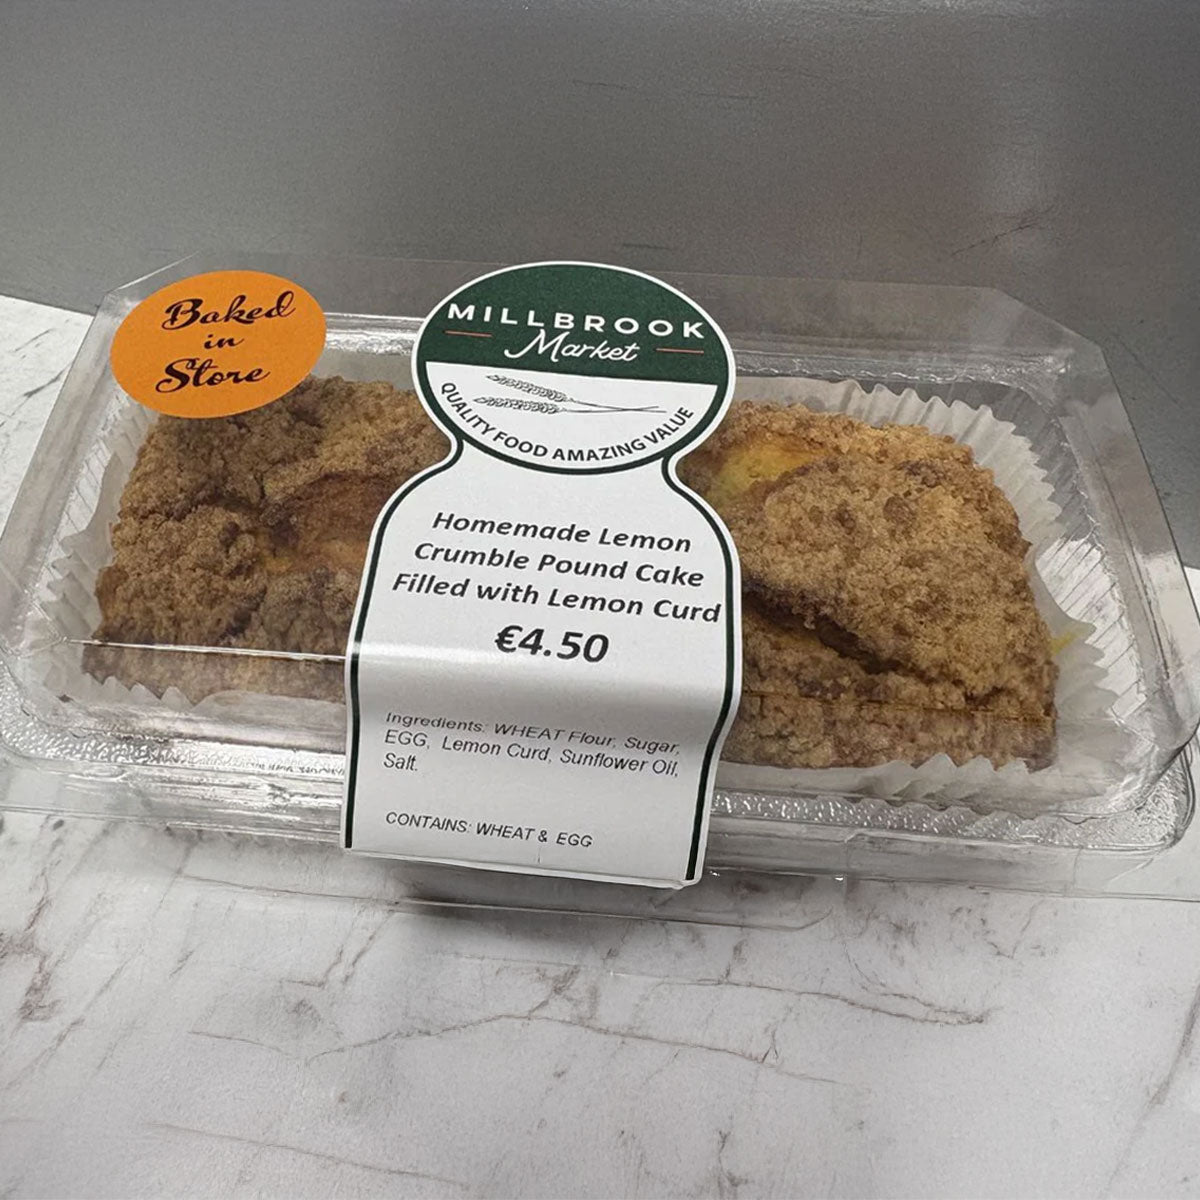 Baked
in
Store
MILLBROOK
Market
QUALITY FOOD AMAZING VALUE
Homemade Lemon
Crumble Pound Cake
Filled with Lemon Curd
€4.50
Ingredients: WHEAT Flour, Sugar,
EGG, Lemon Curd, Sunflower Oil,
Salt.
CONTAINS: WHEAT & EGG